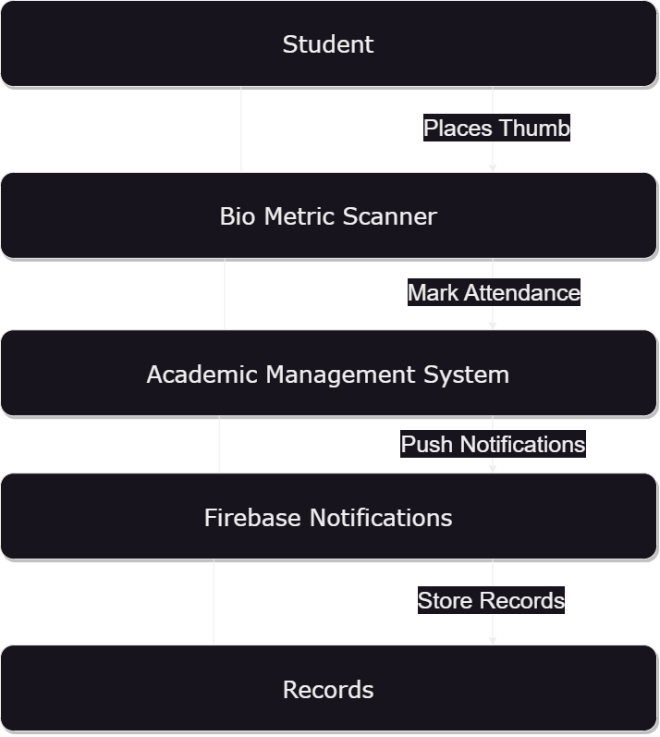 Student
Places Thumb
Bio Metric Scanner
Mark Attendance
Academic Management System
Push Notifications
Firebase Notifications
Store Records
Records